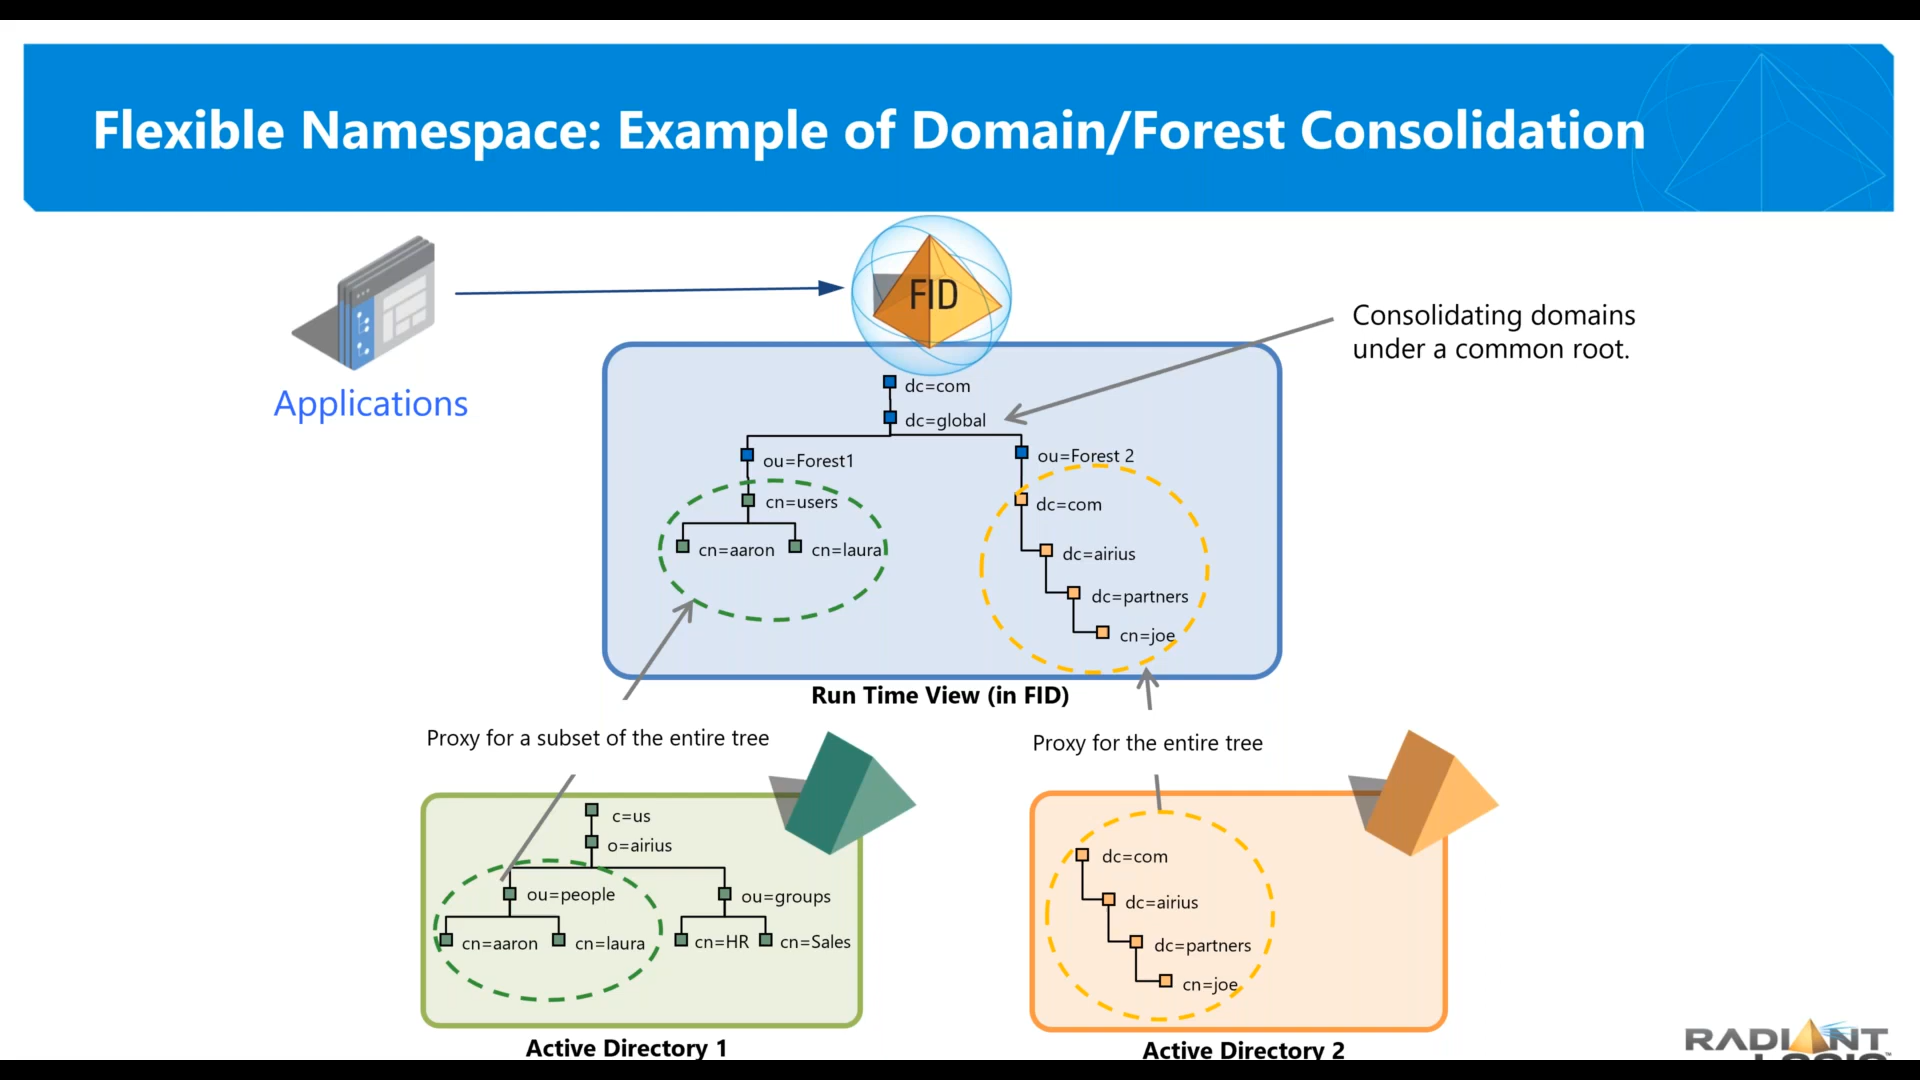 Flexible Namespace: Example of Domain/Forest Consolidation
FID
Applications
Consolidating domains
under a common root.
dc=com
dc=global
ou=Forest1
ou=Forest 2
cn=users
dc=com
cn=aaron
cn=laura
dc=airius
dc=partners
cn=joe
Run Time View (in FID)
Proxy for a subset of the entire tree
Proxy for the entire tree
c=us
o=airius
ou=people
ou=groups
cn=aaron
cn=laura
cn=HR
cn=Sales
Active Directory 1
dc=com
dc=airius
dc=partners
cn=joe
Active Directory 2
RADIANT
LOGIC